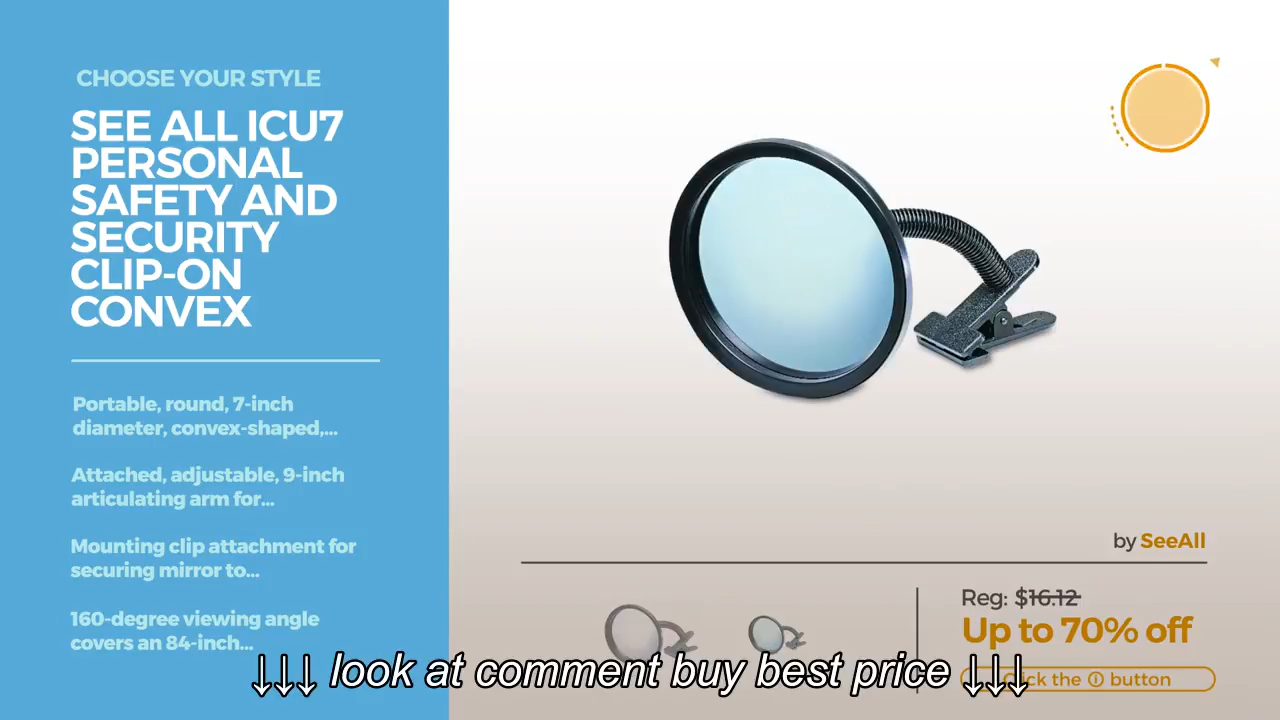 CHOOSE YOUR STYLE
SEE ALL ICU7
PERSONAL
SAFETY AND
SECURITY
CLIP-ON
CONVEX
Portable, round, 7-inch
diameter, convex-shaped,...
Attached, adjustable, 9-inch
articulating arm for...
Mounting clip attachment for
securing mirror to...
160-degree viewing angle
covers an 84-inch...
by SeeAll
Reg: $16.12
Up to 70% off
Click the ⓘ button
↓↓↓ look at comment buy best price ↓↓↓